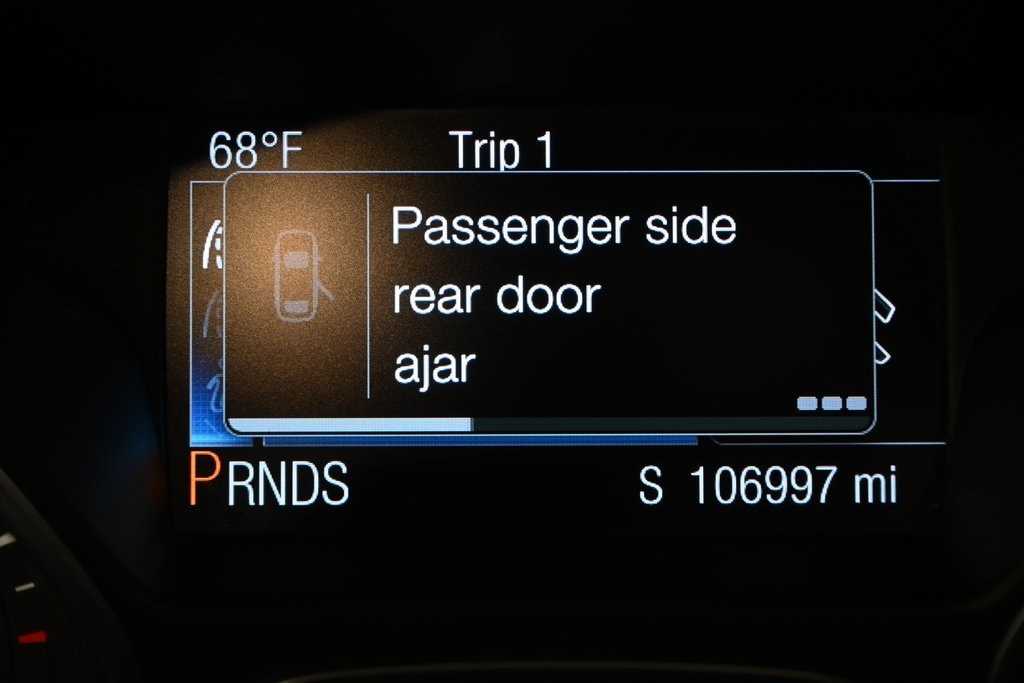 68°F Trip 1
Passenger side
rear door
ajar
PRNDS S 106997 mi